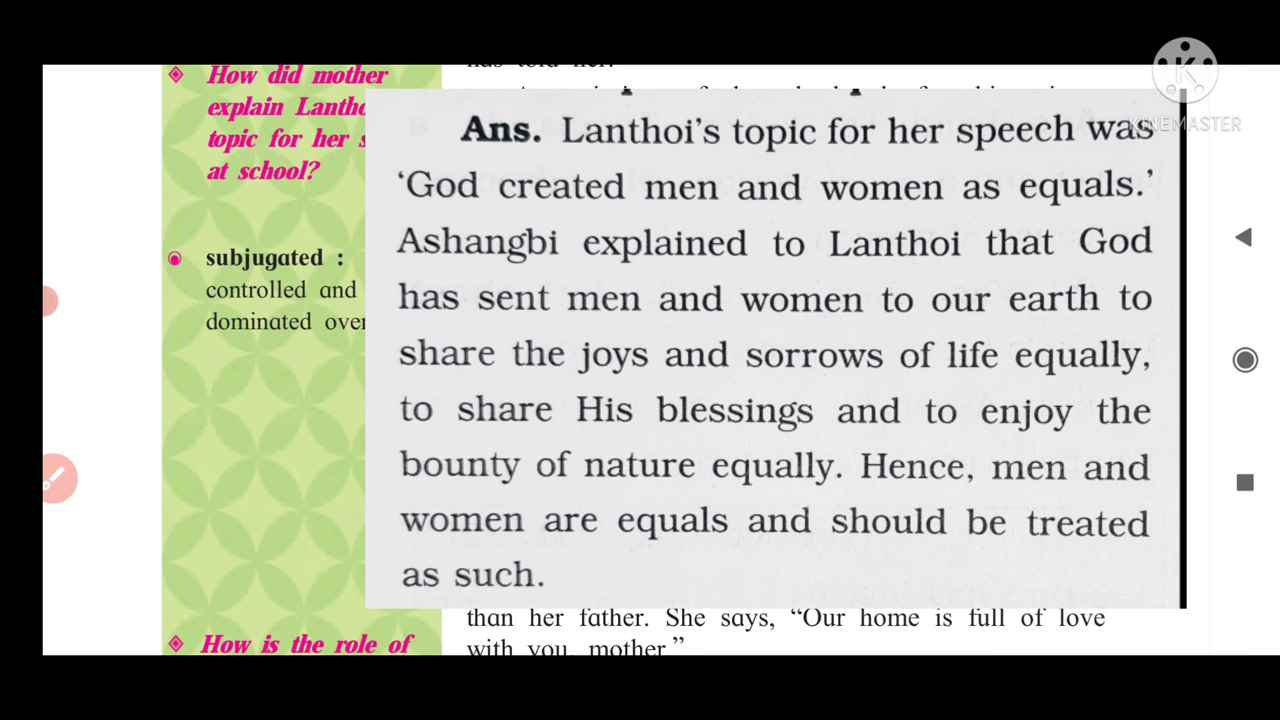 How did mother
explain Lantho
topic for her s
at school?
subjugated :
controlled and
dominated over
How is the role of
has told her.
Ans. Lanthoi's topic for her speech was
'God created men and women as equals.'
Ashangbi explained to Lanthoi that God
has sent men and women to our earth to
share the joys and sorrows of life equally,
to share His blessings and to enjoy the
bounty of nature equally. Hence, men and
women are equals and should be treated
as such.
than her father. She says, “Our home is full of love
with you, mother.”
KINEMASTER